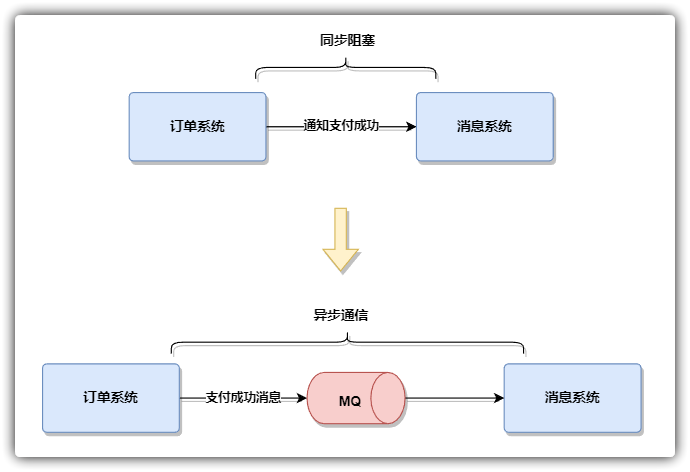 同步阻塞
订单系统
通知支付成功
消息系统
异步通信
订单系统
支付成功消息
MQ
消息系统